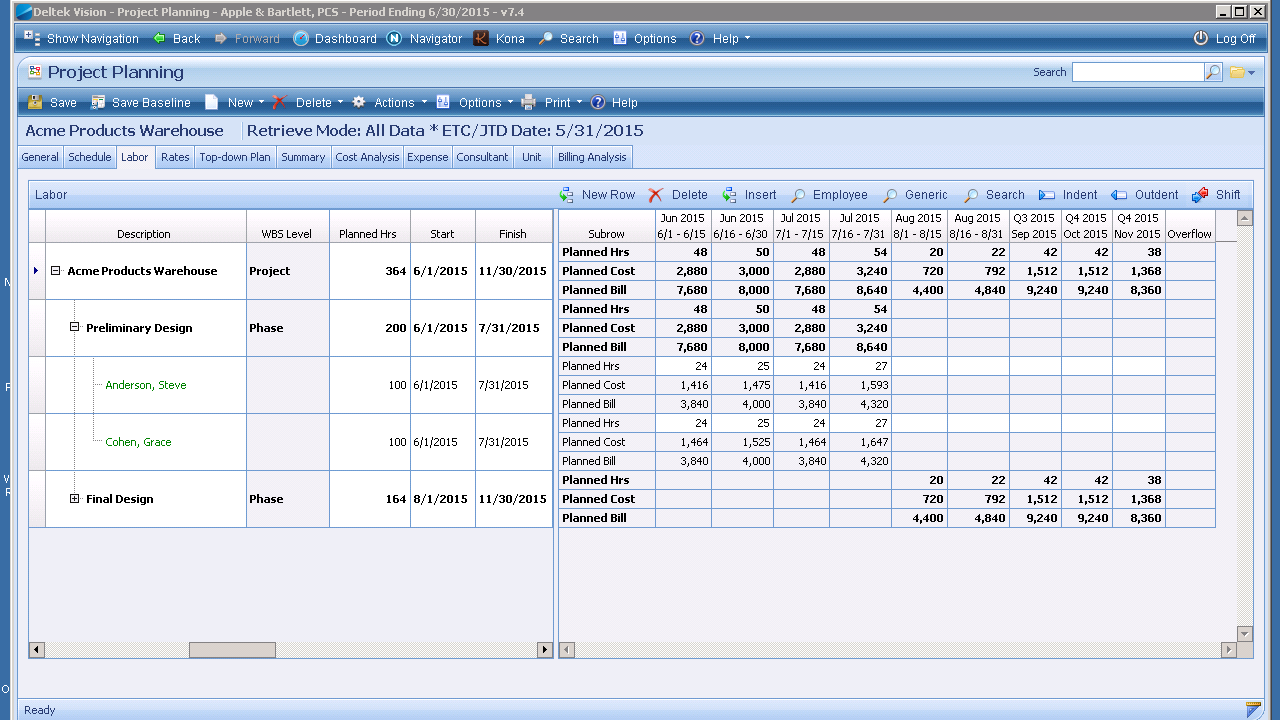 Deltek Vision - Project Planning - Apple & Bartlett, PCS - Period Ending 6/30/2015 - v7.4
Show Navigation Back Forward Dashboard Navigator Kona Search Options Help Log Off
Project Planning Search
Save Save Baseline New Delete Actions Options Print Help
Acme Products Warehouse Retrieve Mode: All Data * ETC/JTD Date: 5/31/2015
General Schedule Labor Rates Top-down Plan Summary Cost Analysis Expense Consultant Unit Billing Analysis
Labor New Row Delete Insert Employee Generic Search Indent Outdent Shift
Jun 2015 Jun 2015 Jul 2015 Jul 2015 Aug 2015 Aug 2015 Q3 2015 Q4 2015 Q4 2015
Description WBS Level Planned Hrs Start Finish Subrow 6/1 - 6/15 6/16 - 6/30 7/1 - 7/15 7/16 - 7/31 8/1 - 8/15 8/16 - 8/31 Sep 2015 Oct 2015 Nov 2015 Overflow
Planned Hrs 48 50 48 54 20 22 42 42 38
Acme Products Warehouse Project 364 6/1/2015 11/30/2015 Planned Cost 2,880 3,000 2,880 3,240 720 792 1,512 1,512 1,368
Planned Bill 7,680 8,000 7,680 8,640 4,400 4,840 9,240 9,240 8,360
Planned Hrs 48 50 48 54
Preliminary Design Phase 200 6/1/2015 7/31/2015 Planned Cost 2,880 3,000 2,880 3,240
Planned Bill 7,680 8,000 7,680 8,640
Planned Hrs 24 25 24 27
Anderson, Steve 100 6/1/2015 7/31/2015 Planned Cost 1,416 1,475 1,416 1,593
Planned Bill 3,840 4,000 3,840 4,320
Planned Hrs 24 25 24 27
Cohen, Grace 100 6/1/2015 7/31/2015 Planned Cost 1,464 1,525 1,464 1,647
Planned Bill 3,840 4,000 3,840 4,320
Planned Hrs 20 22 42 42 38
Final Design Phase 164 8/1/2015 11/30/2015 Planned Cost 720 792 1,512 1,512 1,368
Planned Bill 4,400 4,840 9,240 9,240 8,360
Ready